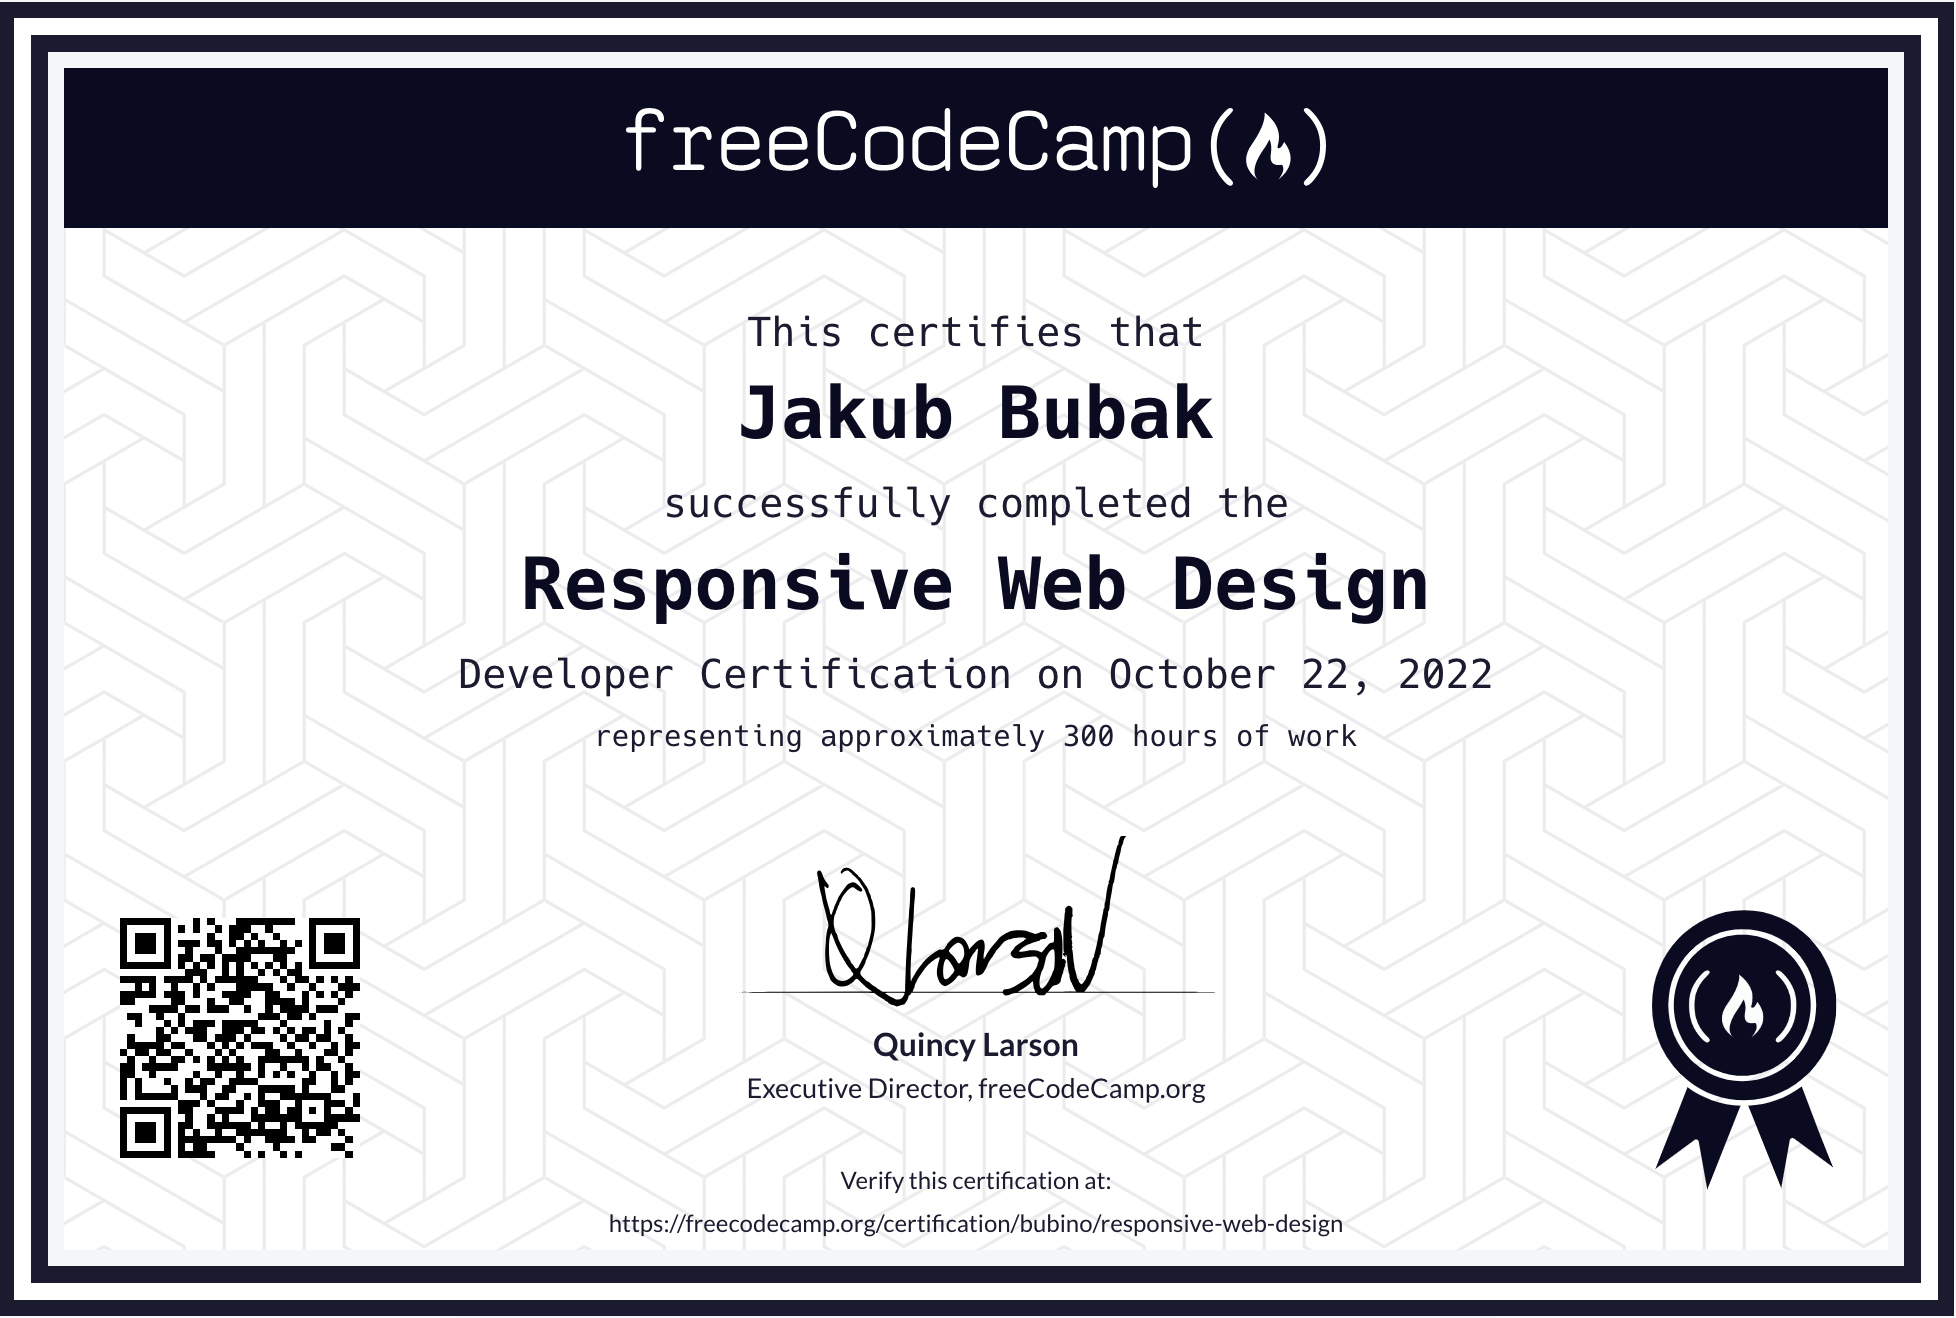 freeCodeCamp
This certifies that
Jakub Bubak
successfully completed the
Responsive Web Design
Developer Certification on October 22, 2022
representing approximately 300 hours of work
Q Larson
Quincy Larson
Executive Director, freeCodeCamp.org
Verify this certification at:
https://freecodecamp.org/certification/bubino/responsive-web-design